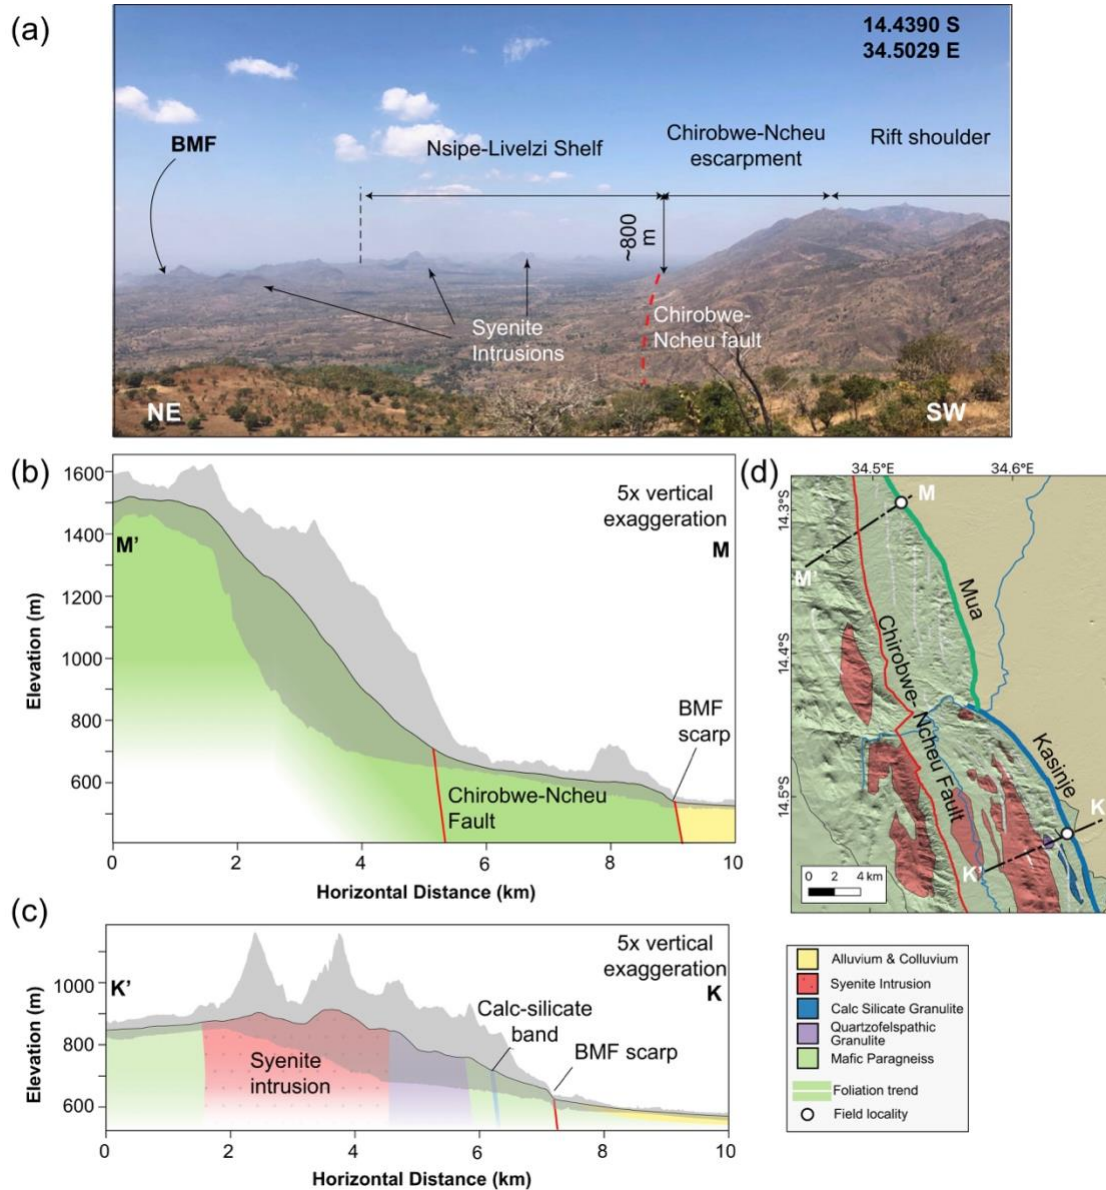 (a)
14.4390 S
34.5029 E
BMF
Nsipe-Livelzi Shelf
Chirobwe-Ncheu
escarpment
Rift shoulder
~800
m
Syenite
Intrusions
Chirobwe-
Ncheu fault
NE
SW
(b)
1600
1400
1200
1000
800
600
Elevation (m)
M'
5x vertical
exaggeration
M
BMF
scarp
Chirobwe-Ncheu
Fault
0
2
4
6
8
10
Horizontal Distance (km)
(c)
1000
800
600
Elevation (m)
K'
5x vertical
exaggeration
K
Calc-silicate
band
BMF scarp
Syenite
intrusion
0
2
4
6
8
10
Horizontal Distance (km)
(d)
34.5°E
34.6°E
14.3°S
14.4°S
14.5°S
M
M'
Mua
Chirobwe- Ncheu Fault
Kasinje
K
K'
0 2 4 km
Alluvium & Colluvium
Syenite Intrusion
Calc Silicate Granulite
Quartzofelspathic
Granulite
Mafic Paragneiss
Foliation trend
Field locality